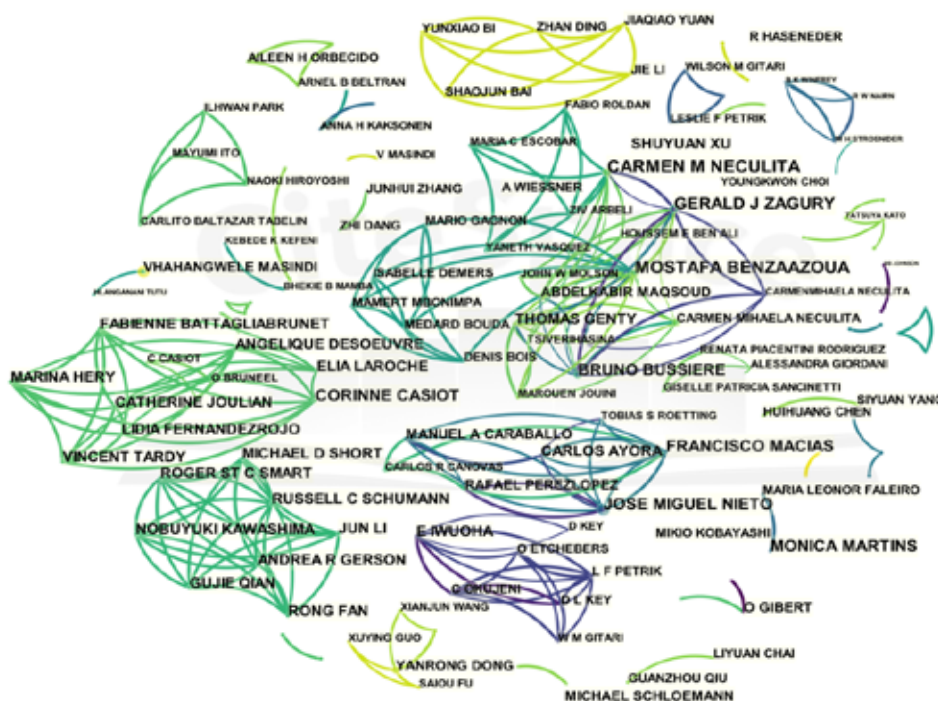 YUNXIAO BI
ZHAN DING
JIAQIAO YUAN
R HASENEDER
AILEEN H ORBECIDO
ARNEL B BELTRAN
JIE LI
WILSON M GITARI
SHAOJUN BAI
FABIO ROLDAN
LESLIE F PETRIK
R W NAIRN
ILHWAN PARK
ANNA H KAKSONEN
MARIA C ESCOBAR
SHUYUAN XU
MAYUMI ITO
V MASINDI
CARMEN M NECULITA
NAOKI HIROYOSHI
JUNHUI ZHANG
A WIESSNER
YOUNGKWON CHOI
ZIV ARBELI
GERALD J ZAGURY
CARLITO BALTAZAR TABELIN
ZHI DANG
MARIO GAGNON
TATSUYA KATO
HOUSSEM E BEN ALI
KEBEDE K KEFENI
YANETH VASQUEZ
VHAHANGWELE MASINDI
ISABELLE DEMERS
JOHN W MOLSON
MOSTAFA BENZAAZOUA
BHEKIE B MAMBA
ABDELKABIR MAQSOUD
CARMENMIHAELA NECULITA
MAMERT MBONIMPA
FABIENNE BATTAGLIABRUNET
MEDARD BOUDA
THOMAS GENTY
CARMEN MIHAELA NECULITA
ANGELIQUE DESOEUVRE
TSIVERIHASINA
RENATA PIACENTINI RODRIGUEZ
C CASIOT
DENIS BOIS
ELIA LAROCHE
ALESSANDRA GIORDANI
MARINA HERY
O BRUNEEL
BRUNO BUSSIERE
GISELLE PATRICIA SANCINETTI
CORINNE CASIOT
MAROUEN JOUINI
SIYUAN YANG
CATHERINE JOULIAN
HUIHUANG CHEN
TOBIAS S ROETTING
LIDIA FERNANDEZROJO
MANUEL A CARABALLO
FRANCISCO MACIAS
CARLOS AYORA
VINCENT TARDY
MICHAEL D SHORT
CARLOS R CANOVAS
ROGER ST C SMART
RAFAEL PEREZLOPEZ
MARIA LEONOR FALEIRO
RUSSELL C SCHUMANN
JOSE MIGUEL NIETO
NOBUYUKI KAWASHIMA
JUN LI
E IWUOHA
D KEY
MIKIO KOBAYASHI
MONICA MARTINS
O ETCHEBERS
ANDREA R GERSON
L F PETRIK
GUJIE QIAN
C OHUJENI
D L KEY
RONG FAN
XIANJUN WANG
O GIBERT
XUYING GUO
W M GITARI
LIYUAN CHAI
YANRONG DONG
GUANZHOU QIU
SAIOU FU
MICHAEL SCHLOEMANN